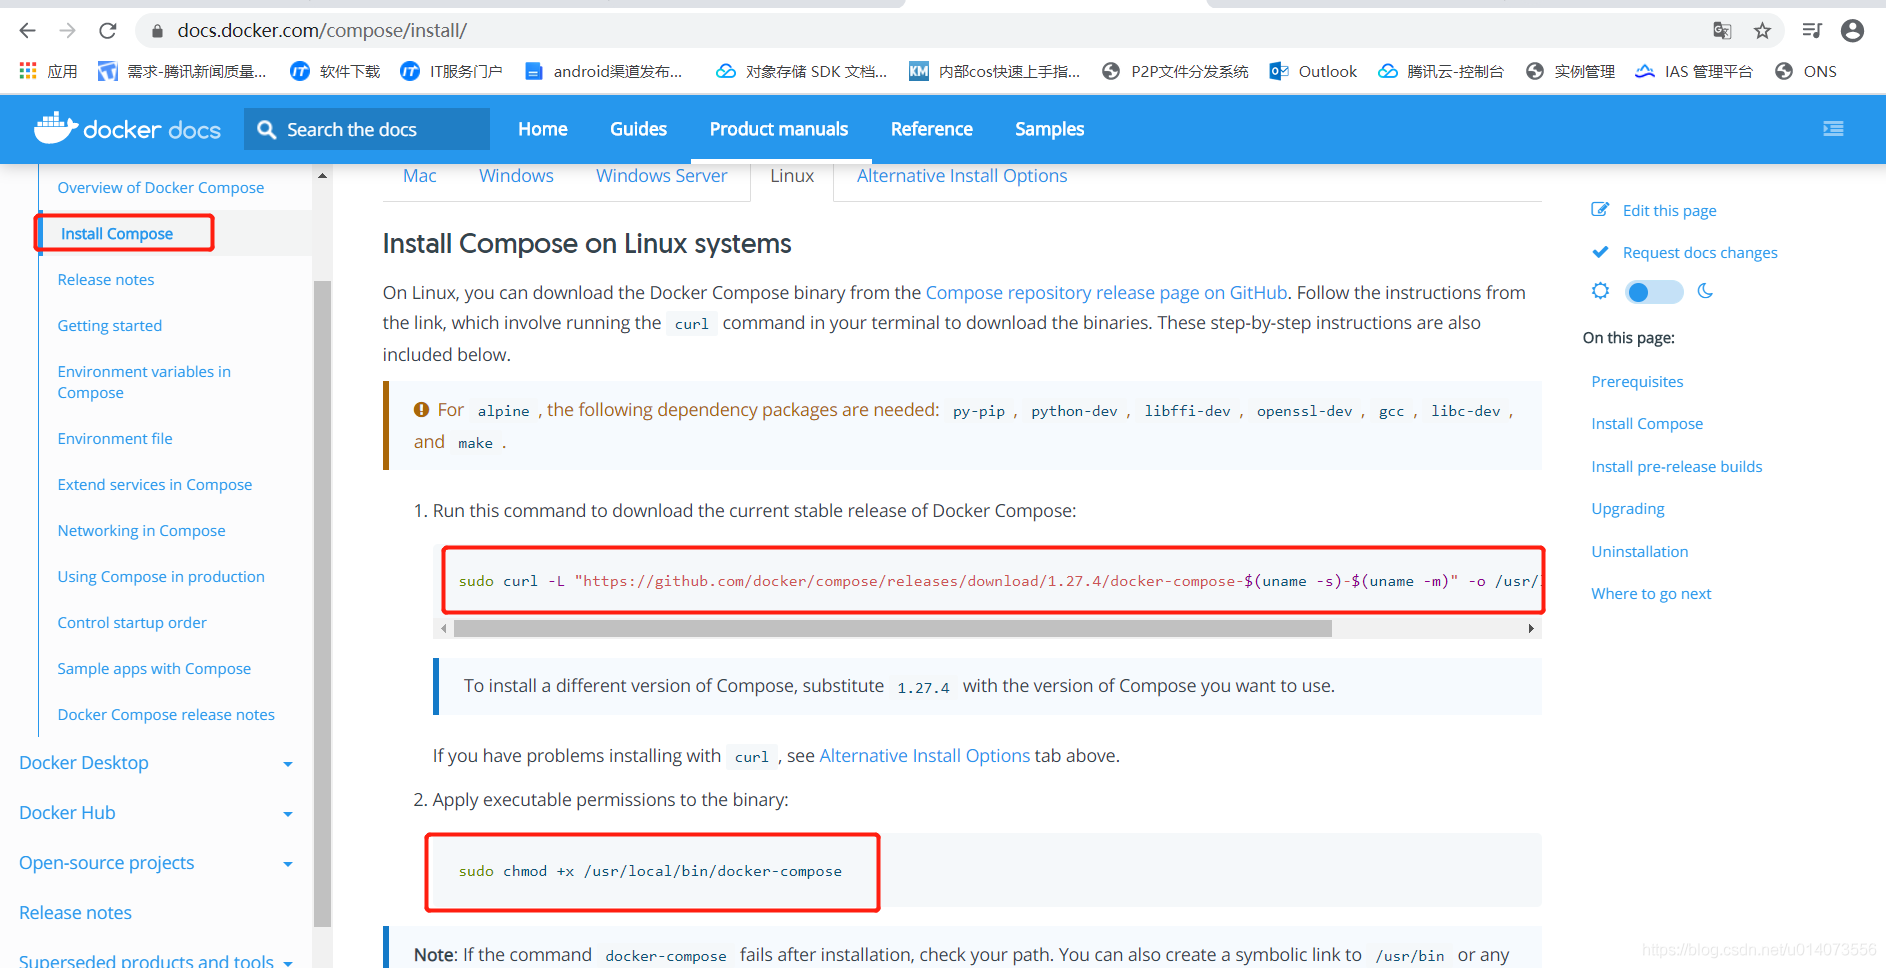 docs.docker.com/compose/install/
应用 需求-腾讯新闻质量... 软件下载 IT服务门户 android渠道发布... 对象存储 SDK 文档... 内部cos快速上手指... P2P文件分发系统 Outlook 腾讯云-控制台 实例管理 IAS 管理平台 ONS
docker docs Search the docs Home Guides Product manuals Reference Samples
Overview of Docker Compose
Install Compose
Release notes
Getting started
Environment variables in
Compose
Environment file
Extend services in Compose
Networking in Compose
Using Compose in production
Control startup order
Sample apps with Compose
Docker Compose release notes
Docker Desktop
Docker Hub
Open-source projects
Release notes
Superseded products and tools
Mac Windows Windows Server Linux Alternative Install Options
Install Compose on Linux systems
On Linux, you can download the Docker Compose binary from the Compose repository release page on GitHub. Follow the instructions from
the link, which involve running the curl command in your terminal to download the binaries. These step-by-step instructions are also
included below.
For alpine , the following dependency packages are needed: py-pip , python-dev , libffi-dev , openssl-dev , gcc , libc-dev ,
and make .
1. Run this command to download the current stable release of Docker Compose:
sudo curl -L "https://github.com/docker/compose/releases/download/1.27.4/docker-compose-$(uname -s)-$(uname -m)" -o /usr/
To install a different version of Compose, substitute 1.27.4 with the version of Compose you want to use.
If you have problems installing with curl , see Alternative Install Options tab above.
2. Apply executable permissions to the binary:
sudo chmod +x /usr/local/bin/docker-compose
Note: If the command docker-compose fails after installation, check your path. You can also create a symbolic link to /usr/bin or any
Edit this page
Request docs changes
On this page:
Prerequisites
Install Compose
Install pre-release builds
Upgrading
Uninstallation
Where to go next
https://blog.csdn.net/u014073556